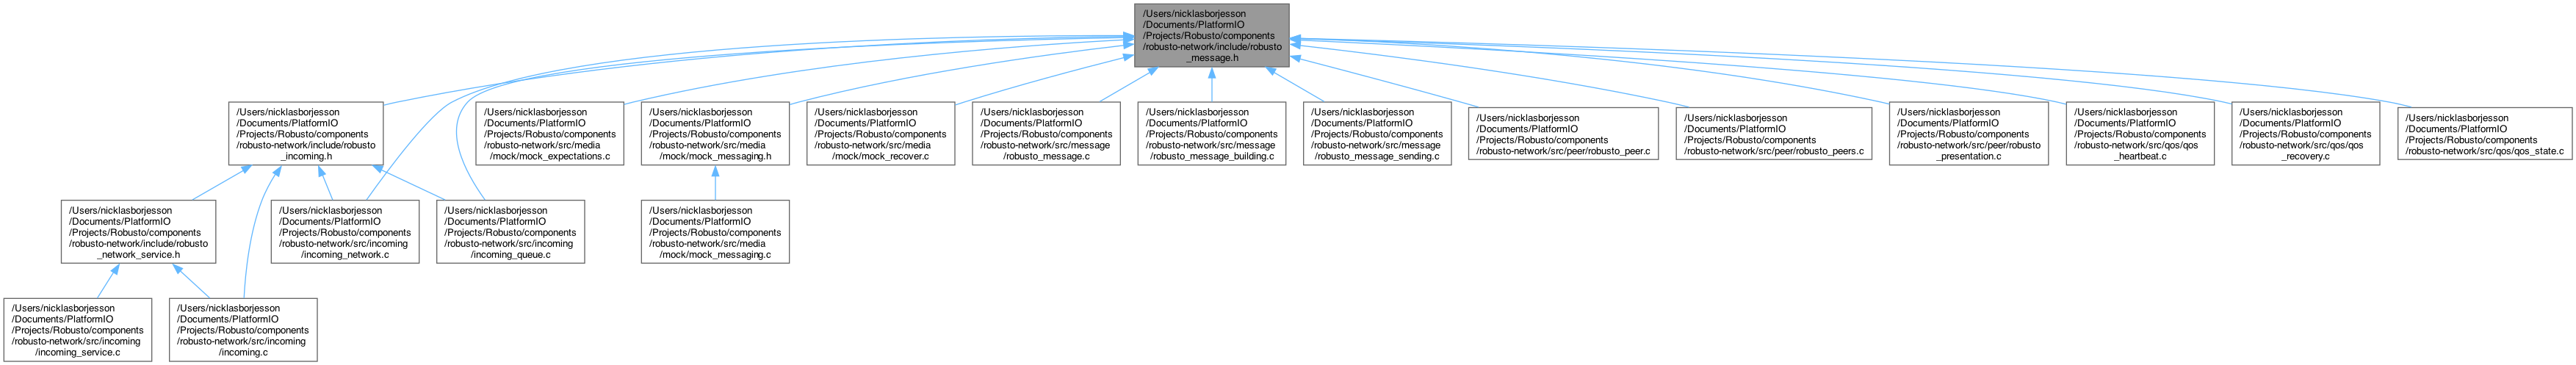 /Users/nicklasborjesson
/Documents/PlatformIO
/Projects/Robusto/components
/robusto-network/include/robusto
_message.h
/Users/nicklasborjesson
/Documents/PlatformIO
/Projects/Robusto/components
/robusto-network/include/robusto
_incoming.h
/Users/nicklasborjesson
/Documents/PlatformIO
/Projects/Robusto/components
/robusto-network/src/media
/mock/mock_expectations.c
/Users/nicklasborjesson
/Documents/PlatformIO
/Projects/Robusto/components
/robusto-network/src/media
/mock/mock_messaging.h
/Users/nicklasborjesson
/Documents/PlatformIO
/Projects/Robusto/components
/robusto-network/src/media
/mock/mock_recover.c
/Users/nicklasborjesson
/Documents/PlatformIO
/Projects/Robusto/components
/robusto-network/src/message
/robusto_message.c
/Users/nicklasborjesson
/Documents/PlatformIO
/Projects/Robusto/components
/robusto-network/src/message
/robusto_message_building.c
/Users/nicklasborjesson
/Documents/PlatformIO
/Projects/Robusto/components
/robusto-network/src/message
/robusto_message_sending.c
/Users/nicklasborjesson
/Documents/PlatformIO
/Projects/Robusto/components
/robusto-network/src/peer/robusto_peer.c
/Users/nicklasborjesson
/Documents/PlatformIO
/Projects/Robusto/components
/robusto-network/src/peer/robusto_peers.c
/Users/nicklasborjesson
/Documents/PlatformIO
/Projects/Robusto/components
/robusto-network/src/peer/robusto
_presentation.c
/Users/nicklasborjesson
/Documents/PlatformIO
/Projects/Robusto/components
/robusto-network/src/qos/qos
_heartbeat.c
/Users/nicklasborjesson
/Documents/PlatformIO
/Projects/Robusto/components
/robusto-network/src/qos/qos
_recovery.c
/Users/nicklasborjesson
/Documents/PlatformIO
/Projects/Robusto/components
/robusto-network/src/qos/qos_state.c
/Users/nicklasborjesson
/Documents/PlatformIO
/Projects/Robusto/components
/robusto-network/include/robusto
_network_service.h
/Users/nicklasborjesson
/Documents/PlatformIO
/Projects/Robusto/components
/robusto-network/src/incoming
/incoming_network.c
/Users/nicklasborjesson
/Documents/PlatformIO
/Projects/Robusto/components
/robusto-network/src/incoming
/incoming_queue.c
/Users/nicklasborjesson
/Documents/PlatformIO
/Projects/Robusto/components
/robusto-network/src/media
/mock/mock_messaging.c
/Users/nicklasborjesson
/Documents/PlatformIO
/Projects/Robusto/components
/robusto-network/src/incoming
/incoming_service.c
/Users/nicklasborjesson
/Documents/PlatformIO
/Projects/Robusto/components
/robusto-network/src/incoming
/incoming.c